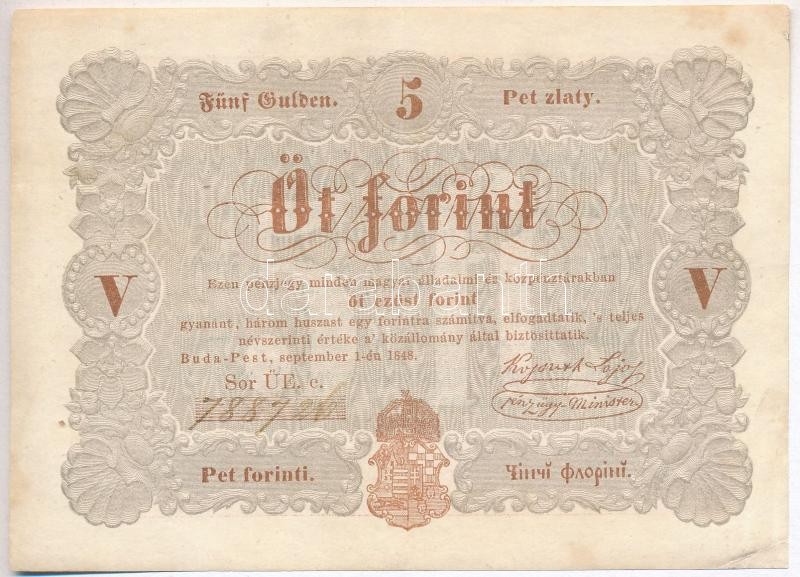 Fünf Gulden. 5 Pet zlaty.
Öt forint
V V
Ezen pénzjegy minden magyar álladalmi és közpénztárakban
öt ezüst forint
gyanánt, három huszast egy forintra számítva, elfogadtatik, 's teljes
névszerinti értéke a' közállomány által biztosíttatik.
Buda-Pest, september 1-én 1848.
Kossuth Lajos
Sor ÜE. c.
pénzügy-Minister
Pet forinti. Чінчі флоріні.
darabanth